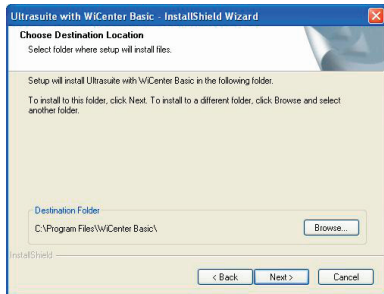 Ultrasuite with WiCenter Basic - InstallShield Wizard
Choose Destination Location
Select folder where setup will install files.
Setup will install Ultrasuite with WiCenter Basic in the following folder.
To install to this folder, click Next. To install to a different folder, click Browse and select
another folder.
Destination Folder
C:\Program Files\WiCenter Basic\
Browse...
InstallShield
< Back
Next >
Cancel